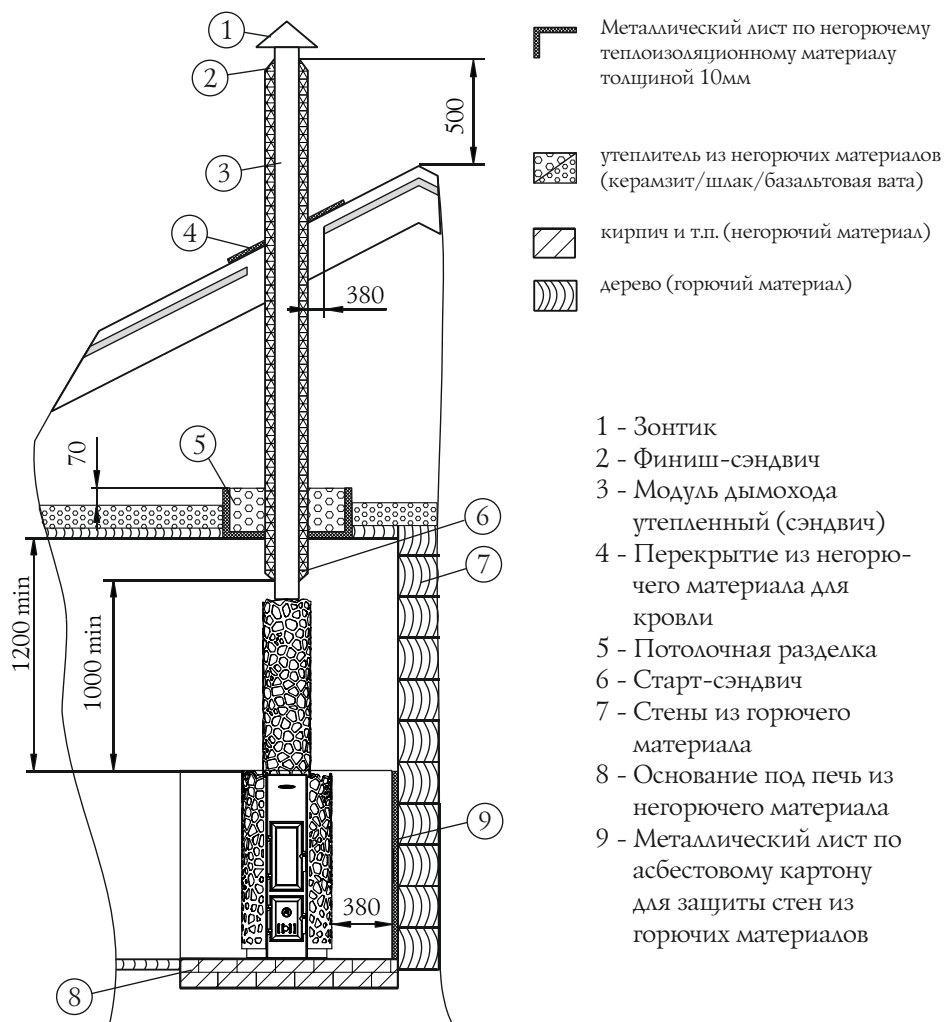 1
2
3
4
5
6
7
8
9
500
380
70
1200 min
1000 min
380
Металлический лист по негорючему
теплоизоляционному материалу
толщиной 10мм
утеплитель из негорючих материалов
(керамзит/шлак/базальтовая вата)
кирпич и т.п. (негорючий материал)
дерево (горючий материал)
1 - Зонтик
2 - Финиш-сэндвич
3 - Модуль дымохода
утепленный (сэндвич)
4 - Перекрытие из негорю-
чего материала для
кровли
5 - Потолочная разделка
6 - Старт-сэндвич
7 - Стены из горючего
материала
8 - Основание под печь из
негорючего материала
9 - Металлический лист по
асбестовому картону
для защиты стен из
горючих материалов